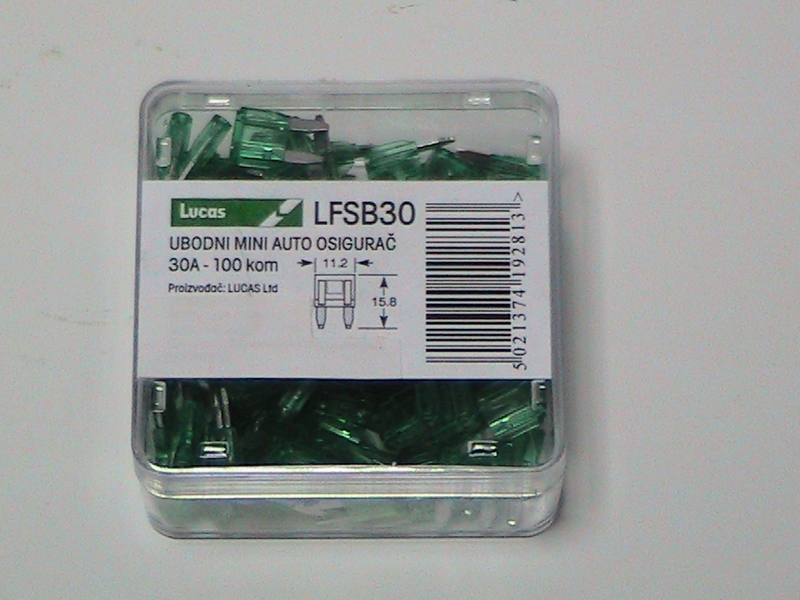 Lucas LFSB30
UBODNI MINI AUTO OSIGURAČ
30A - 100 kom
11.2
15.8
Proizvođač: LUCAS Ltd
5 021374 192813 >